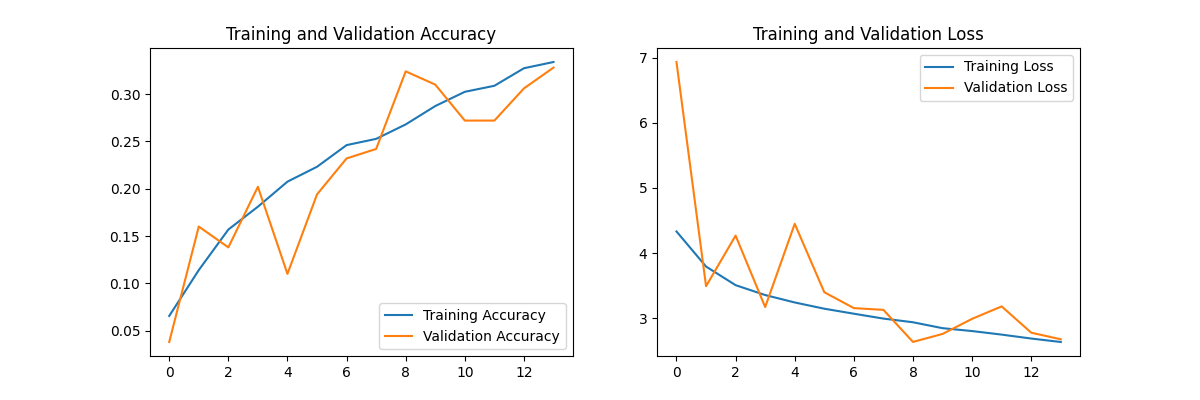 Training and Validation Accuracy
0.30
0.25
0.20
0.15
0.10
0.05
0 2 4 6 8 10 12
Training Accuracy
Validation Accuracy
Training and Validation Loss
7
6
5
4
3
0 2 4 6 8 10 12
Training Loss
Validation Loss